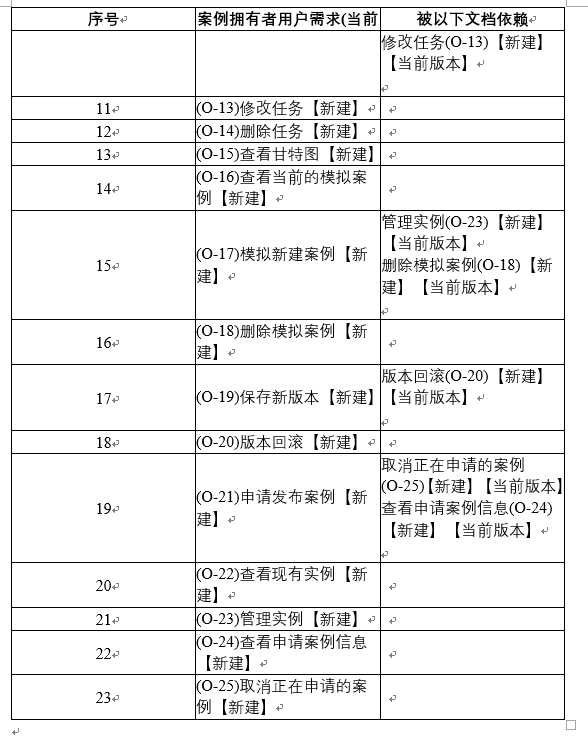 序号 案例拥有者用户需求(当前 被以下文档依赖
修改任务(O-13)【新建】
【当前版本】
11 (O-13)修改任务【新建】
12 (O-14)删除任务【新建】
13 (O-15)查看甘特图【新建】
14 (O-16)查看当前的模拟案
例【新建】
15 (O-17)模拟新建案例【新
建】
管理实例(O-23)【新建】
【当前版本】
删除模拟案例(O-18)【新
建】【当前版本】
16 (O-18)删除模拟案例【新
建】
17 (O-19)保存新版本【新建】
版本回滚(O-20)【新建】
【当前版本】
18 (O-20)版本回滚【新建】
19 (O-21)申请发布案例【新
建】
取消正在申请的案例
(O-25)【新建】【当前版本】
查看申请案例信息(O-24)
【新建】【当前版本】
20 (O-22)查看现有实例【新
建】
21 (O-23)管理实例【新建】
22 (O-24)查看申请案例信息
【新建】
23 (O-25)取消正在申请的案
例【新建】